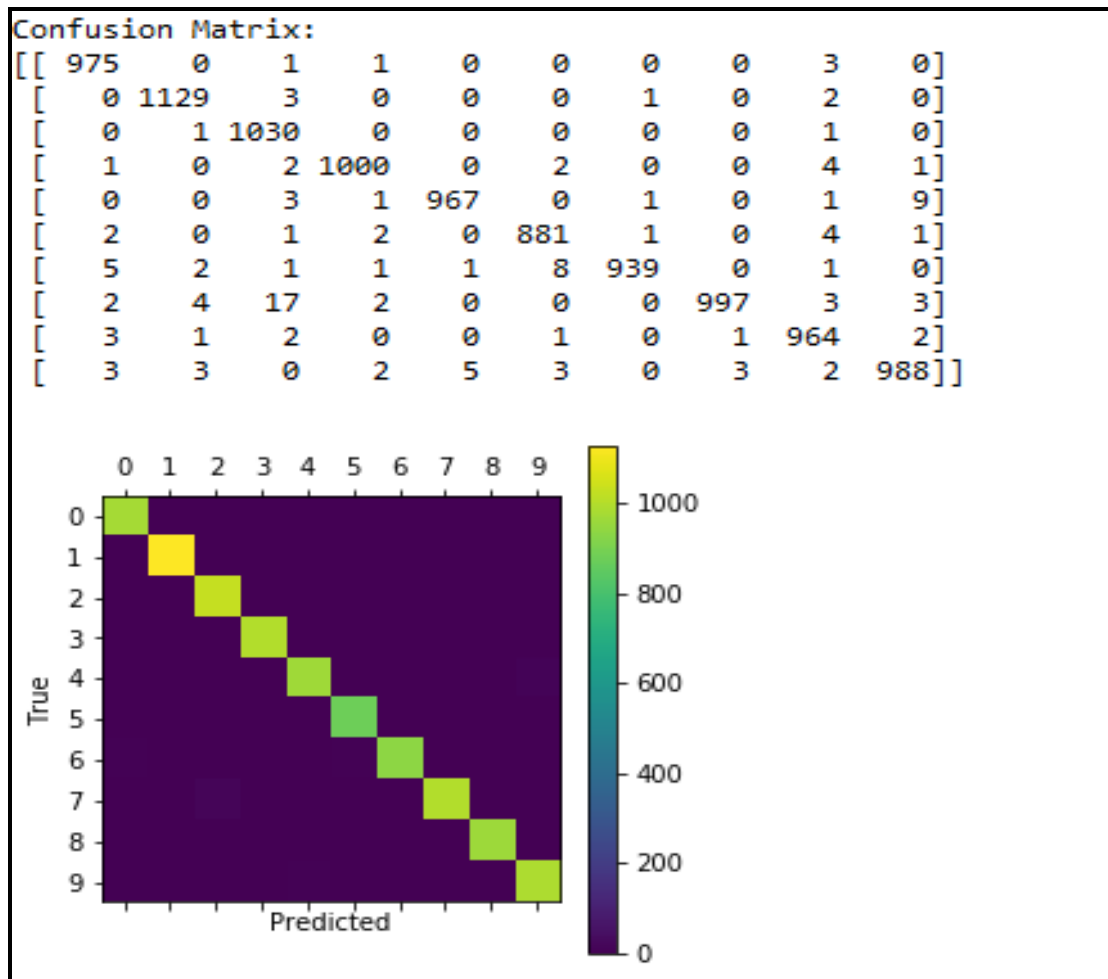 Confusion Matrix:
[[ 975 0 1 1 0 0 0 0 3 0]
[ 0 1129 3 0 0 0 1 0 2 0]
[ 0 1 1030 0 0 0 0 0 1 0]
[ 1 0 2 1000 0 2 0 0 4 1]
[ 0 0 3 1 967 0 1 0 1 9]
[ 2 0 1 2 0 881 1 0 4 1]
[ 5 2 1 1 1 8 939 0 1 0]
[ 2 4 17 2 0 0 0 997 3 3]
[ 3 1 2 0 0 1 0 1 964 2]
[ 3 3 0 2 5 3 0 3 2 988]]
0 1 2 3 4 5 6 7 8 9
0
1
2
3
4
5
6
7
8
9
True
Predicted
1000
800
600
400
200
0